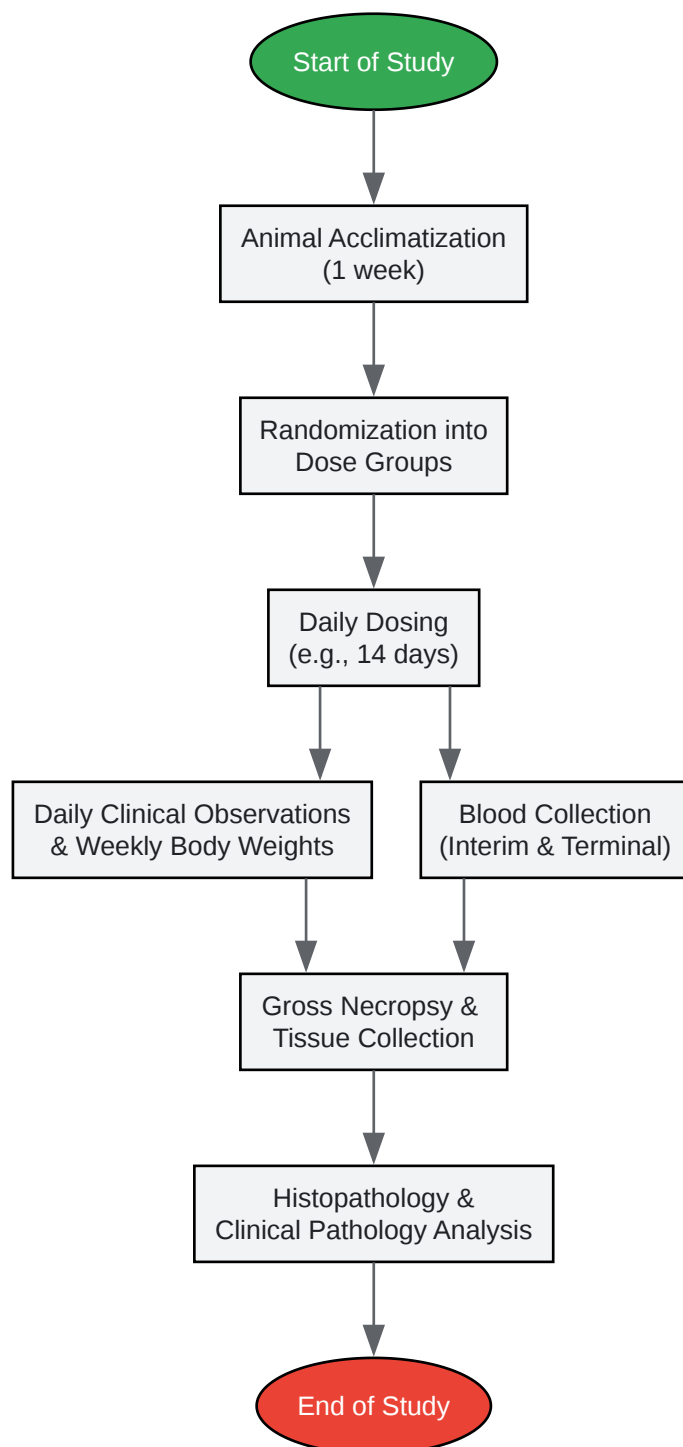 Start of Study
Animal Acclimatization
(1 week)
Randomization into
Dose Groups
Daily Dosing
(e.g., 14 days)
Daily Clinical Observations
& Weekly Body Weights
Blood Collection
(Interim & Terminal)
Gross Necropsy &
Tissue Collection
Histopathology &
Clinical Pathology Analysis
End of Study